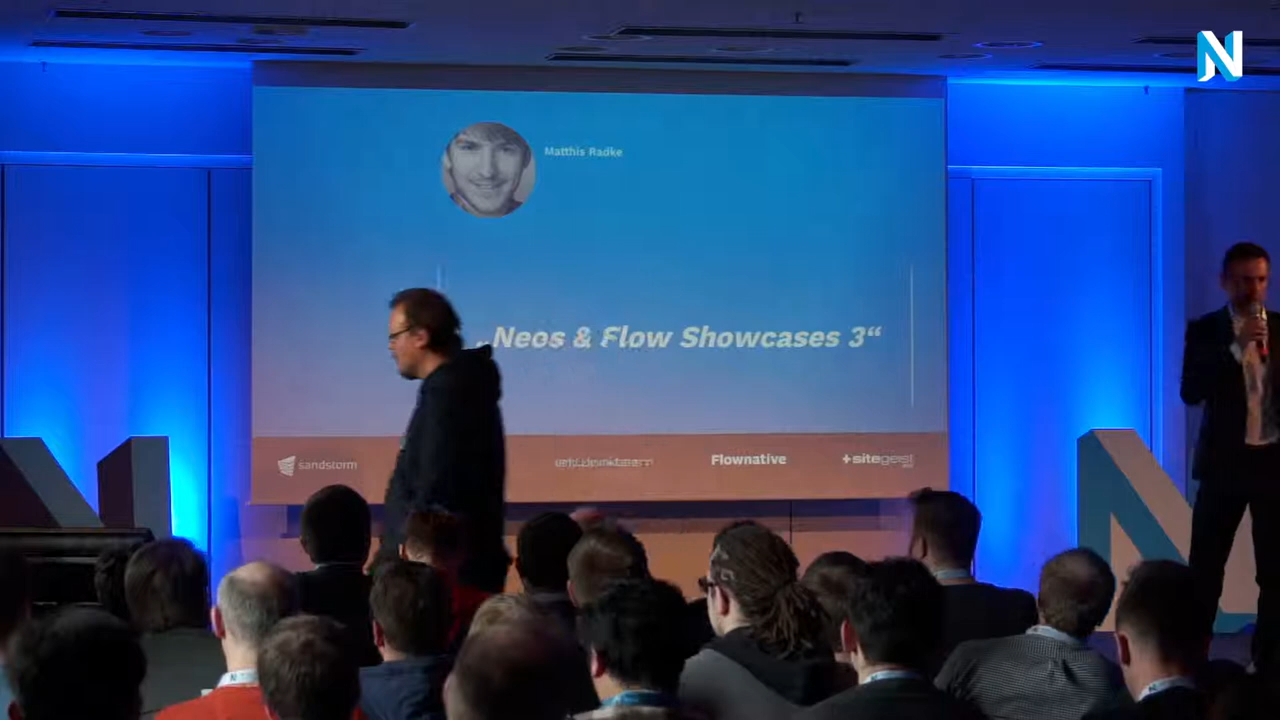 Matthis Radke
„Neos & Flow Showcases 3“
sandstorm
Flownative
+sitegeist